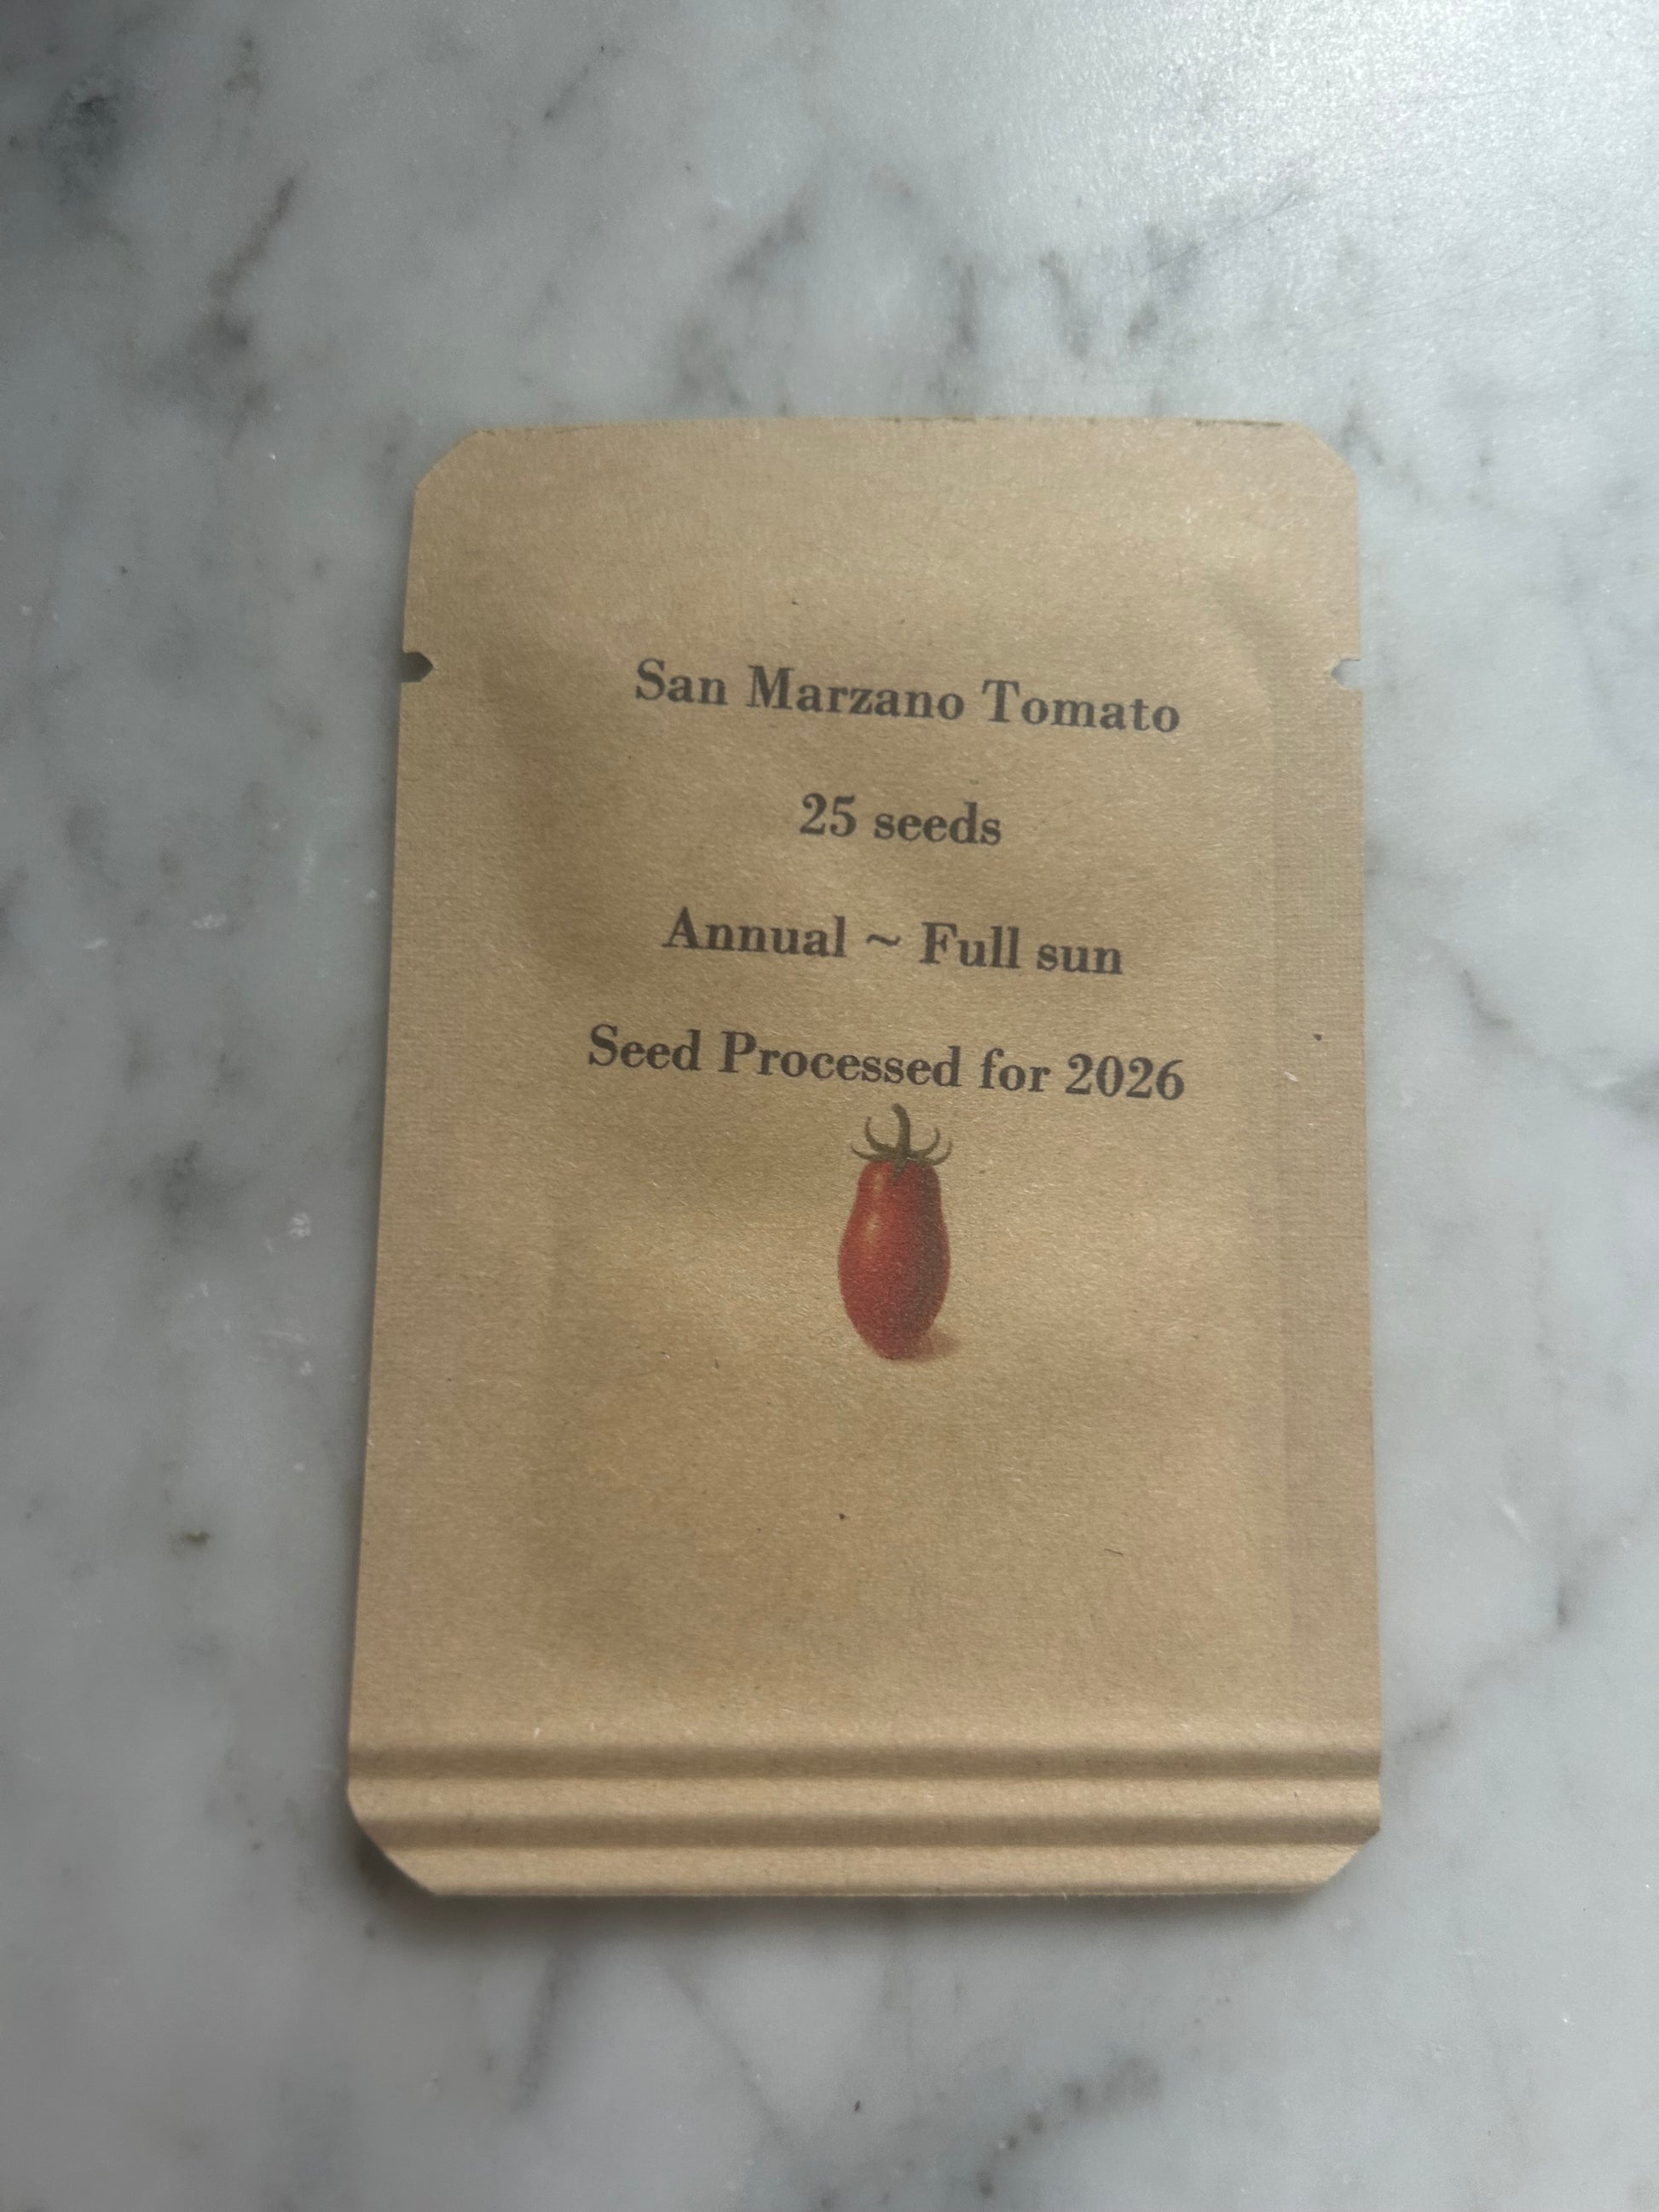 San Marzano Tomato
25 seeds
Annual ~ Full sun
Seed Processed for 2026